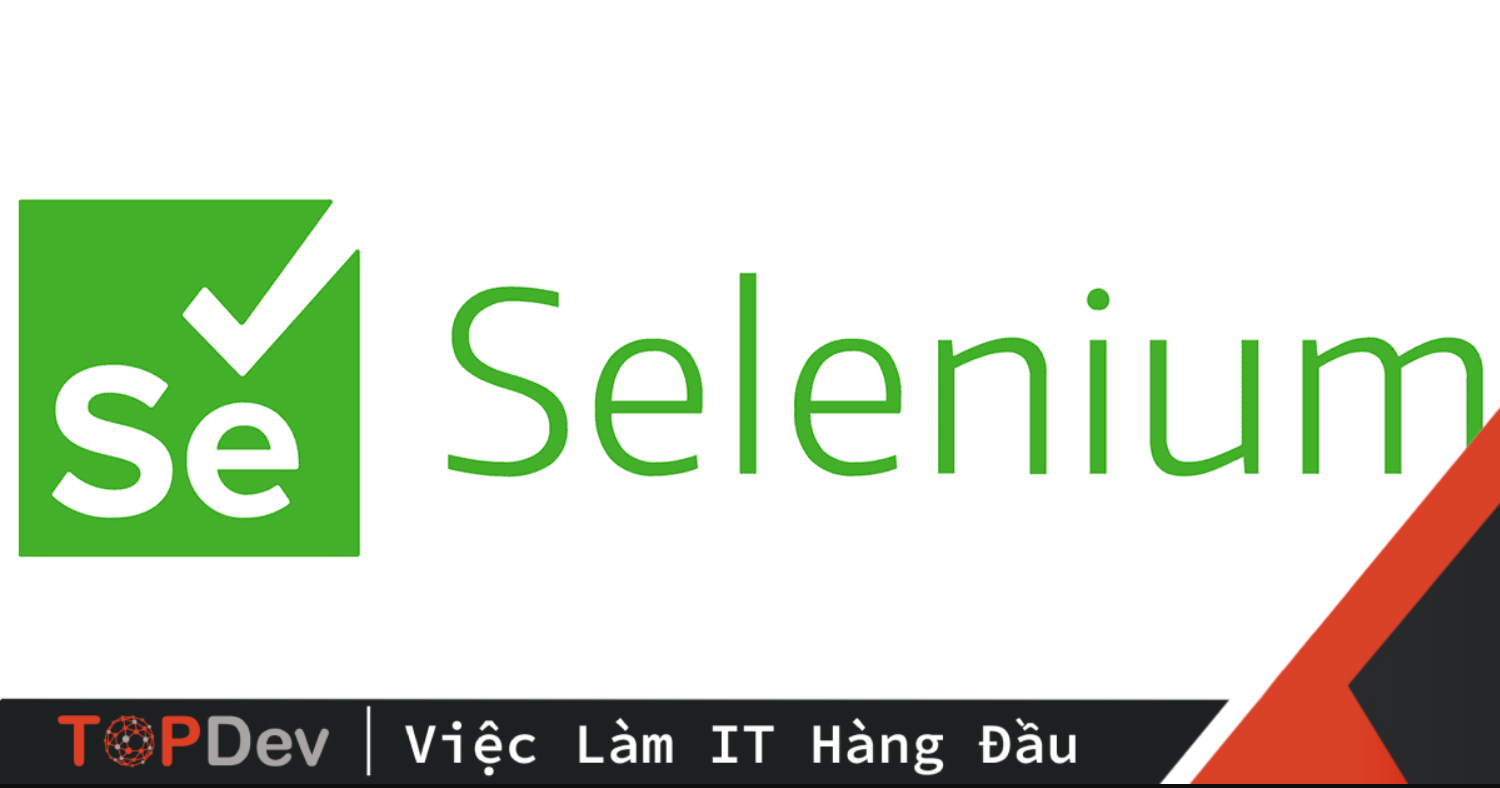 Se
Selenium
TOPDev
Việc Làm IT Hàng Đầu